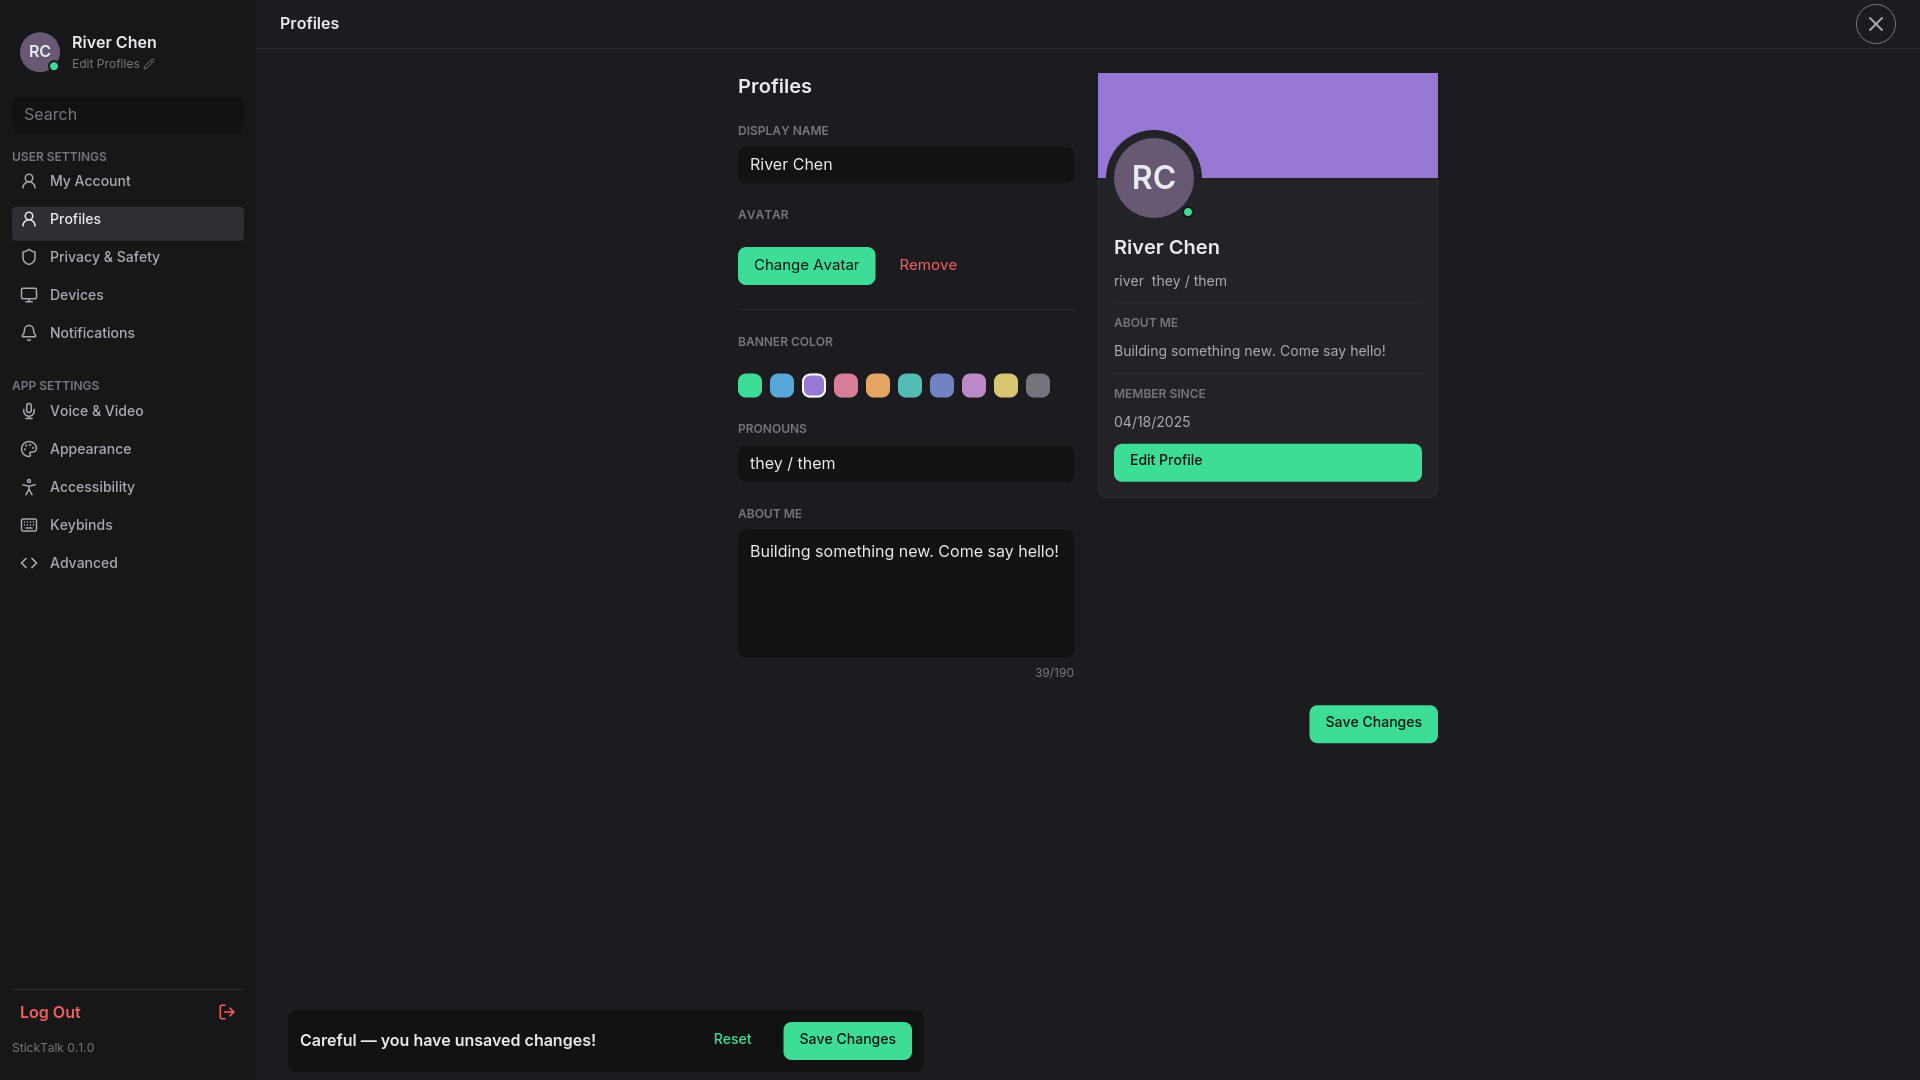 RC
River Chen
Edit Profiles
Search
USER SETTINGS
My Account
Profiles
Privacy & Safety
Devices
Notifications
APP SETTINGS
Voice & Video
Appearance
Accessibility
Keybinds
Advanced
Log Out
StickTalk 0.1.0
Profiles
Profiles
DISPLAY NAME
River Chen
AVATAR
Change Avatar
Remove
BANNER COLOR
PRONOUNS
they / them
ABOUT ME
Building something new. Come say hello!
39/190
RC
River Chen
river they / them
ABOUT ME
Building something new. Come say hello!
MEMBER SINCE
04/18/2025
Edit Profile
Save Changes
Careful — you have unsaved changes!
Reset
Save Changes